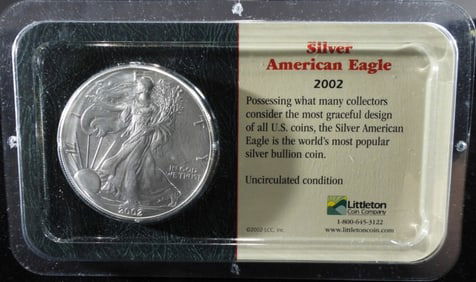 LIBERTY
IN GOD
WE TRUST
2002
Silver
American Eagle
2002
Possessing what many collectors
consider the most graceful design
of all U.S. coins, the Silver American
Eagle is the world's most popular
silver bullion coin.
Uncirculated condition
Littleton
Coin Company
1-800-645-3122
©2002 LCC, Inc.
www.littletoncoin.com